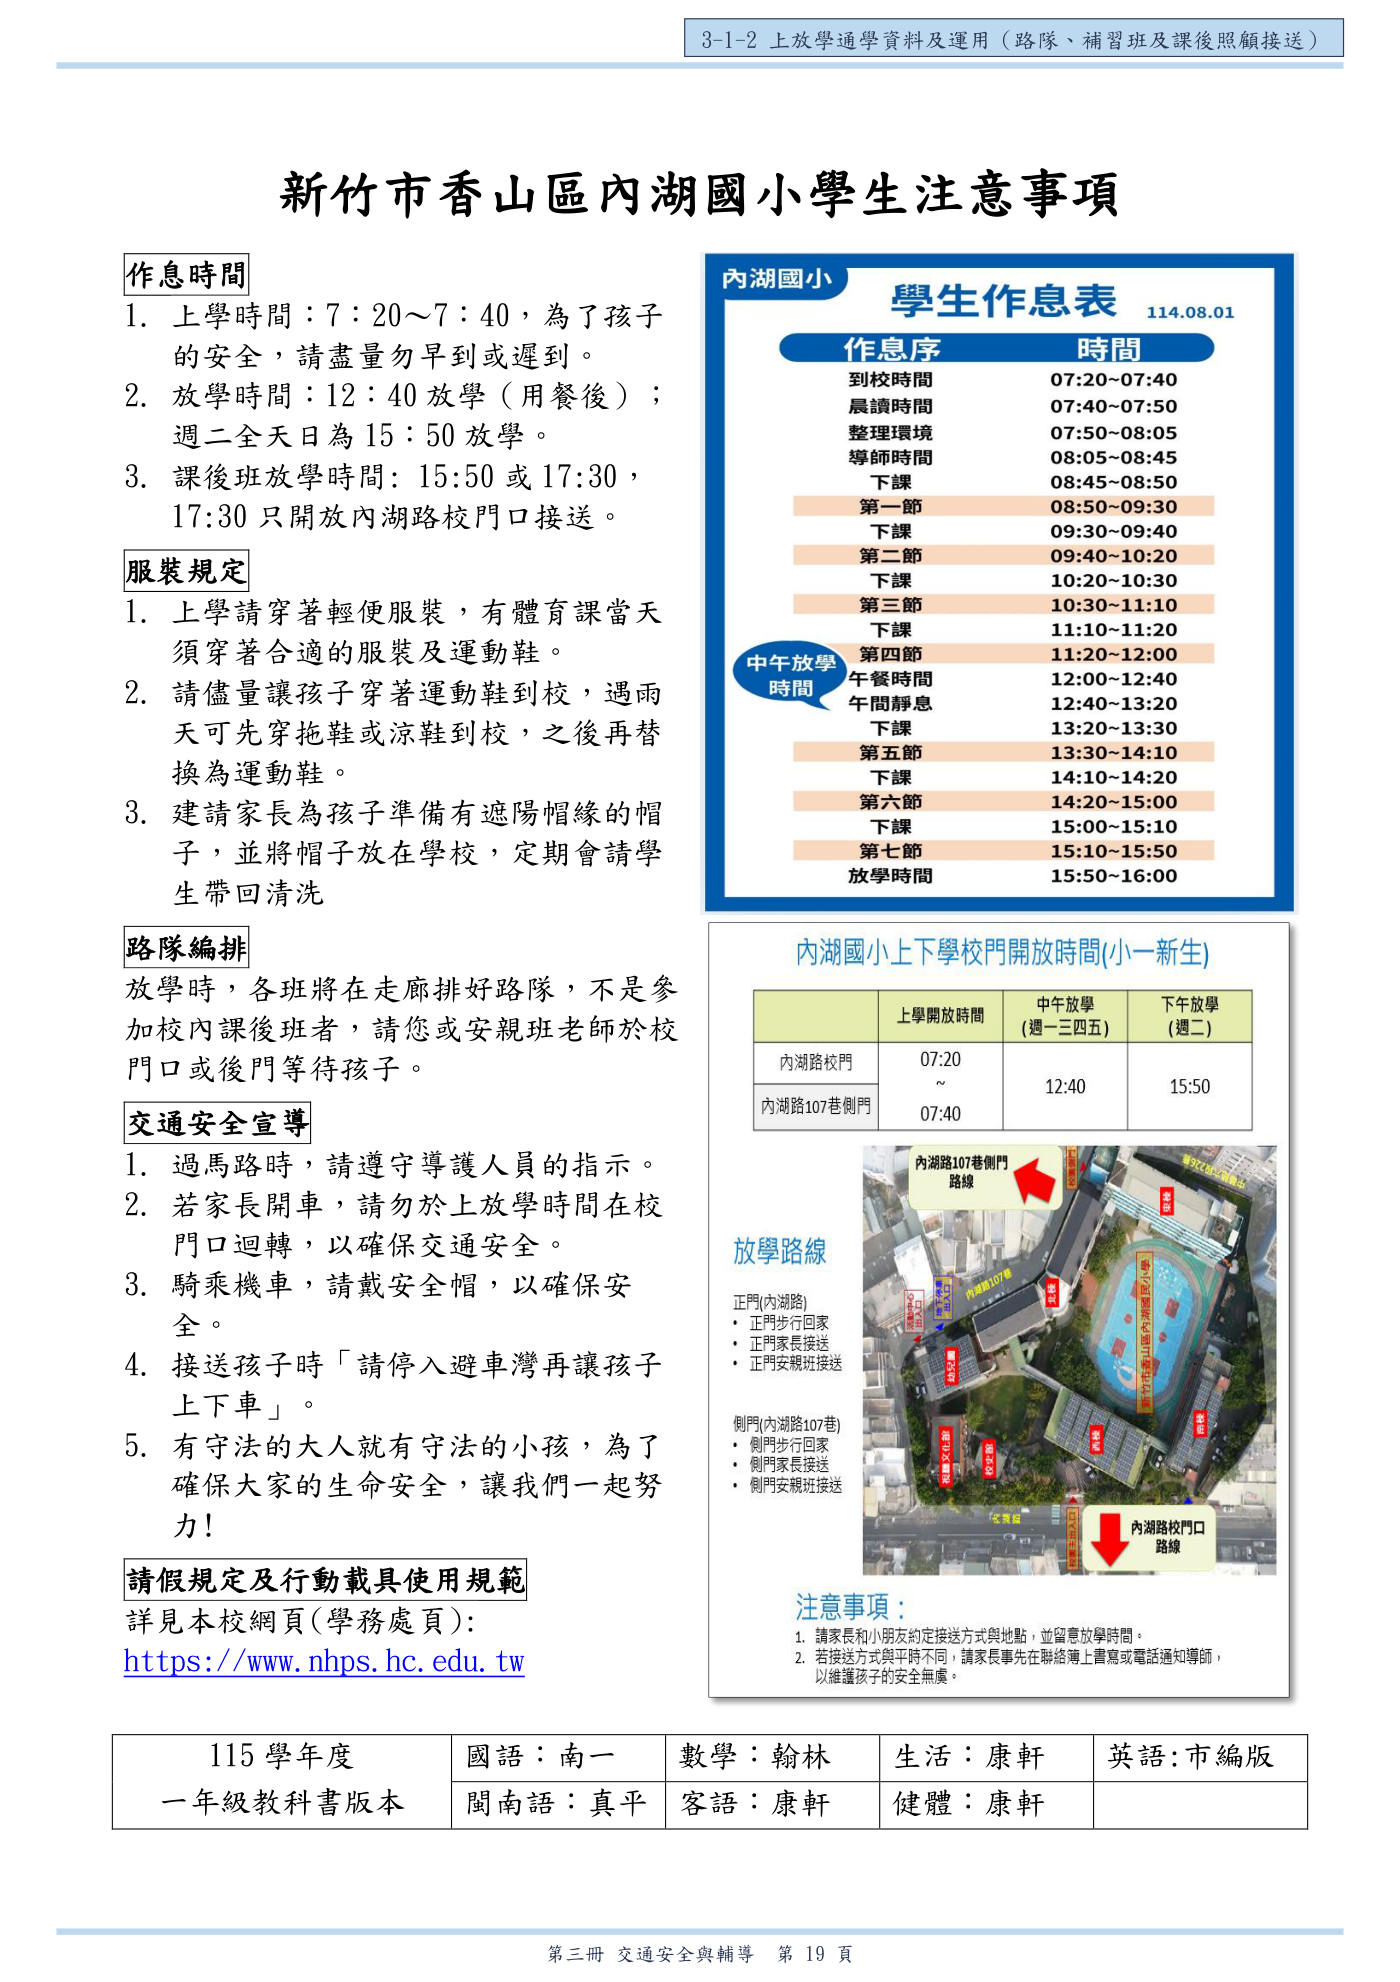 3-1-2 上放學通學資料及運用（路隊、補習班及課後照顧接送）
新竹市香山區內湖國小學生注意事項
作息時間
1. 上學時間：7：20～7：40，為了孩子
的安全，請盡量勿早到或遲到。
2. 放學時間：12：40 放學（用餐後）；
週二全天日為 15：50 放學。
3. 課後班放學時間: 15:50 或 17:30，
17:30 只開放內湖路校門口接送。
服裝規定
1. 上學請穿著輕便服裝，有體育課當天
須穿著合適的服裝及運動鞋。
2. 請儘量讓孩子穿著運動鞋到校，遇雨
天可先穿拖鞋或涼鞋到校，之後再替
換為運動鞋。
3. 建請家長為孩子準備有遮陽帽緣的帽
子，並將帽子放在學校，定期會請學
生帶回清洗
路隊編排
放學時，各班將在走廊排好路隊，不是參
加校內課後班者，請您或安親班老師於校
門口或後門等待孩子。
交通安全宣導
1. 過馬路時，請遵守導護人員的指示。
2. 若家長開車，請勿於上放學時間在校
門口迴轉，以確保交通安全。
3. 騎乘機車，請戴安全帽，以確保安
全。
4. 接送孩子時「請停入避車灣再讓孩子
上下車」。
5. 有守法的大人就有守法的小孩，為了
確保大家的生命安全，讓我們一起努
力!
請假規定及行動載具使用規範
詳見本校網頁(學務處頁):
https://www.nhps.hc.edu.tw
內湖國小
學生作息表 114.08.01
作息序 時間
到校時間 07:20~07:40
晨讀時間 07:40~07:50
整理環境 07:50~08:05
導師時間 08:05~08:45
下課 08:45~08:50
第一節 08:50~09:30
下課 09:30~09:40
第二節 09:40~10:20
下課 10:20~10:30
第三節 10:30~11:10
下課 11:10~11:20
第四節 11:20~12:00
中午放學
時間
午餐時間 12:00~12:40
午間靜息 12:40~13:20
下課 13:20~13:30
第五節 13:30~14:10
下課 14:10~14:20
第六節 14:20~15:00
下課 15:00~15:10
第七節 15:10~15:50
放學時間 15:50~16:00
內湖國小上下學校門開放時間(小一新生)
上學開放時間 中午放學 (週一三四五) 下午放學 (週二)
內湖路校門 07:20
~ 12:40 15:50
內湖路107巷側門 07:40
內湖路107巷側門
路線
放學路線
正門(內湖路)
• 正門步行回家
• 正門家長接送
• 正門安親班接送
側門(內湖路107巷)
• 側門步行回家
• 側門家長接送
• 側門安親班接送
內湖路107巷
東棟
北棟
新竹市香山區內湖國民小學
幼兒園
視聽文化館
校史館
西棟
南棟
內湖路
內湖路校門口
路線
注意事項：
1. 請家長和小朋友約定接送方式與地點，並留意放學時間。
2. 若接送方式與平時不同，請家長事先在聯絡簿上書寫或電話通知導師，
以維護孩子的安全無虞。
115 學年度
一年級教科書版本
國語：南一 數學：翰林 生活：康軒 英語:市編版
閩南語：真平 客語：康軒 健體：康軒
第三冊 交通安全與輔導 第 19 頁